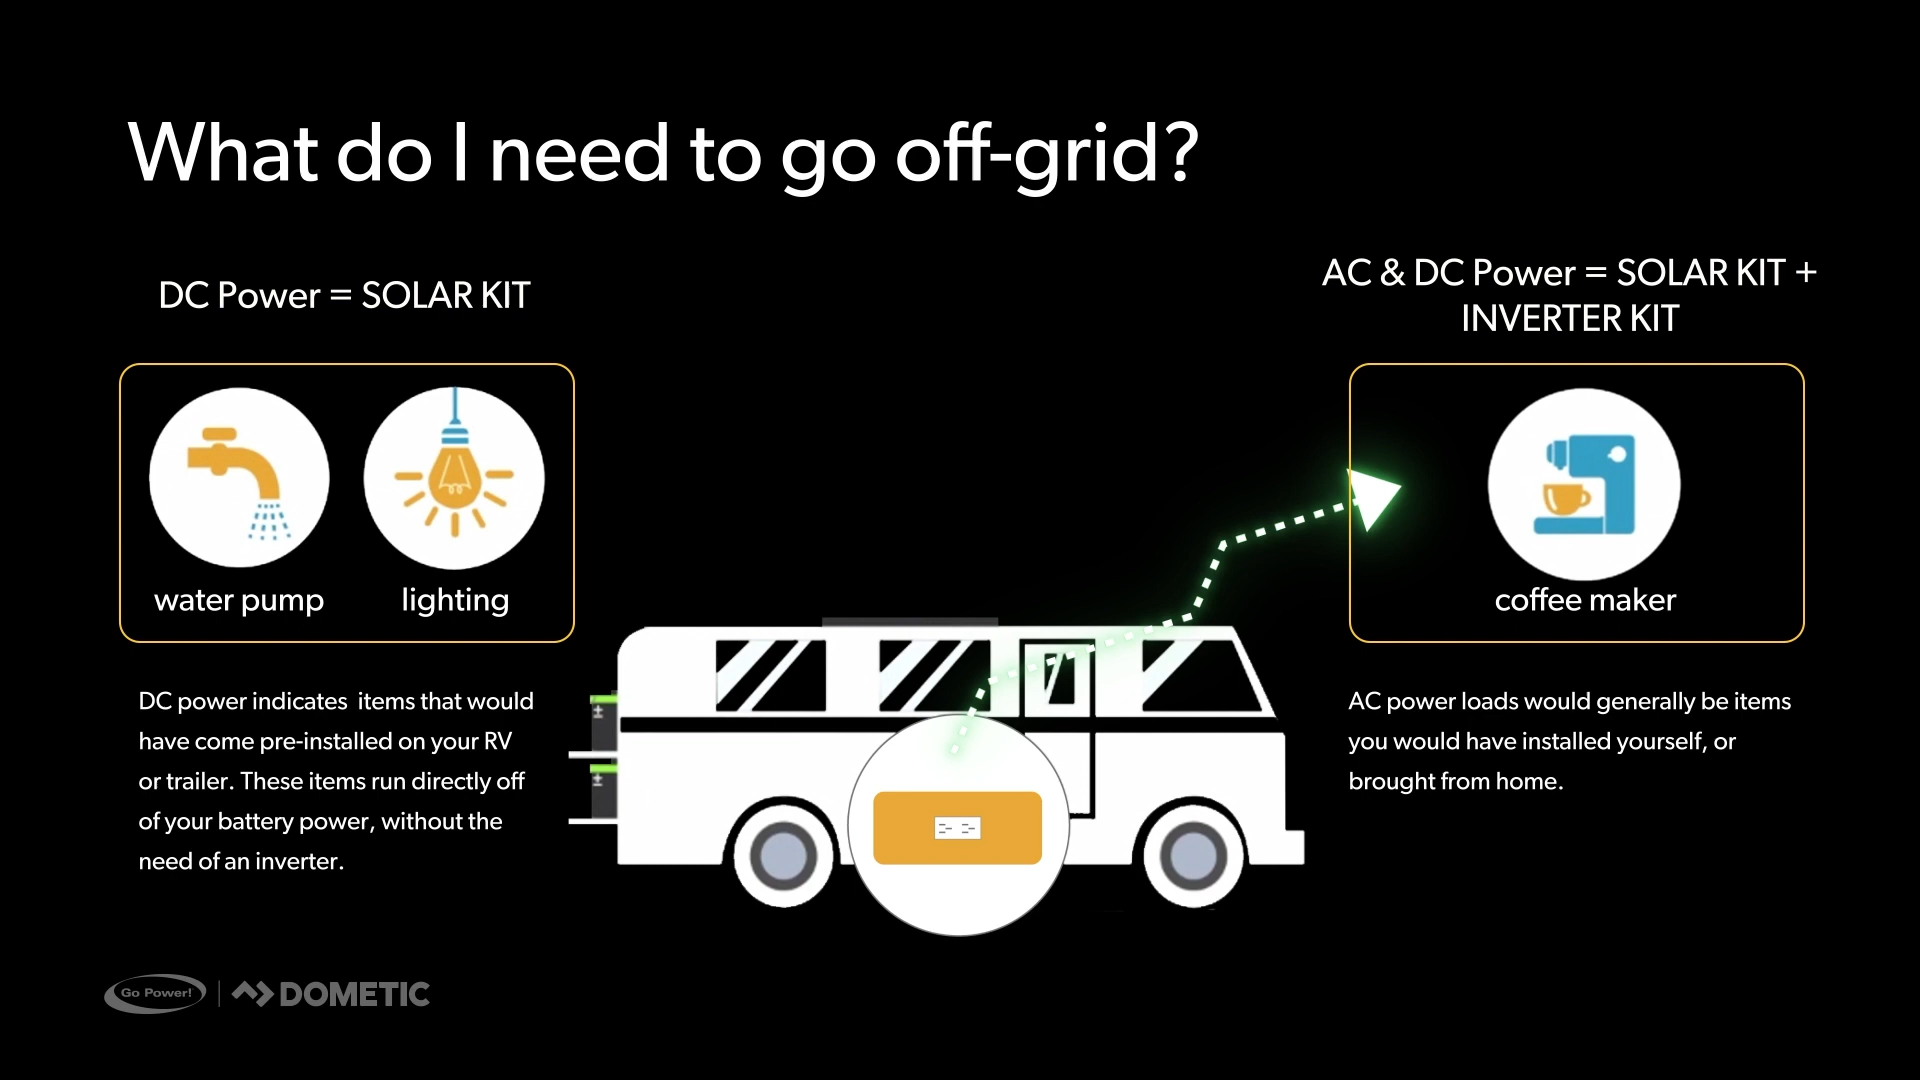 What do I need to go off-grid?
DC Power = SOLAR KIT
AC & DC Power = SOLAR KIT +
INVERTER KIT
water pump
lighting
coffee maker
DC power indicates  items that would
have come pre-installed on your RV
or trailer. These items run directly off
of your battery power, without the
need of an inverter.
AC power loads would generally be items
you would have installed yourself, or
brought from home.
Go Power!
DOMETIC